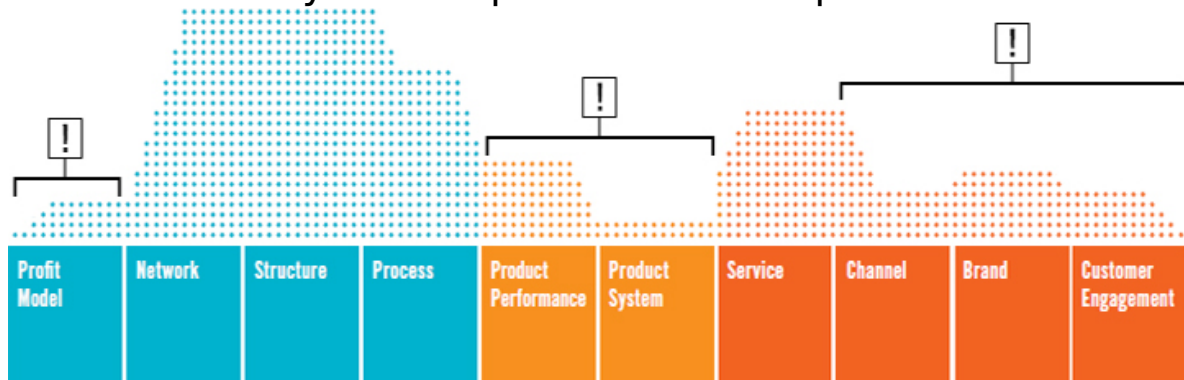 !
!
!
Profit
Model
Network
Structure
Process
Product
Performance
Product
System
Service
Channel
Brand
Customer
Engagement